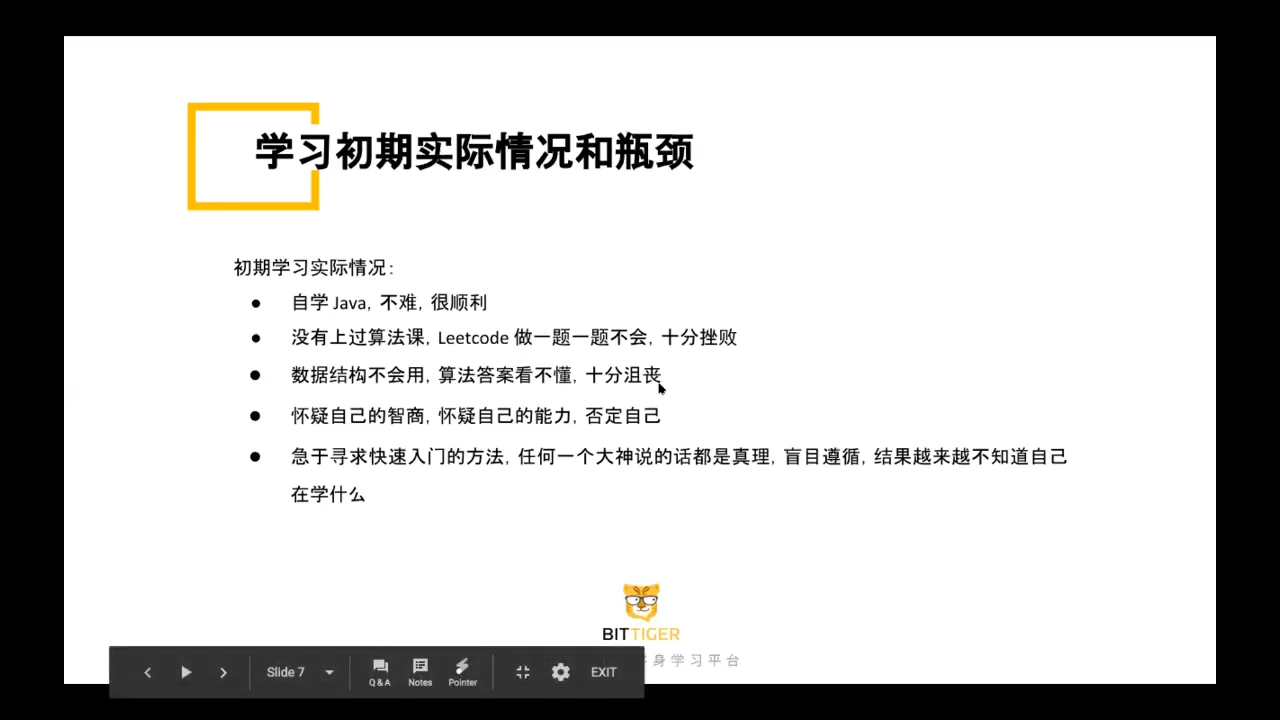 学习初期实际情况和瓶颈
初期学习实际情况：
● 自学 Java，不难，很顺利
● 没有上过算法课，Leetcode 做一题一题不会，十分挫败
● 数据结构不会用，算法答案看不懂，十分沮丧
● 怀疑自己的智商，怀疑自己的能力，否定自己
● 急于寻求快速入门的方法，任何一个大神说的话都是真理，盲目遵循，结果越来越不知道自己
在学什么
BITTIGER
身学习平台
Slide 7
Q & A
Notes
Pointer
EXIT